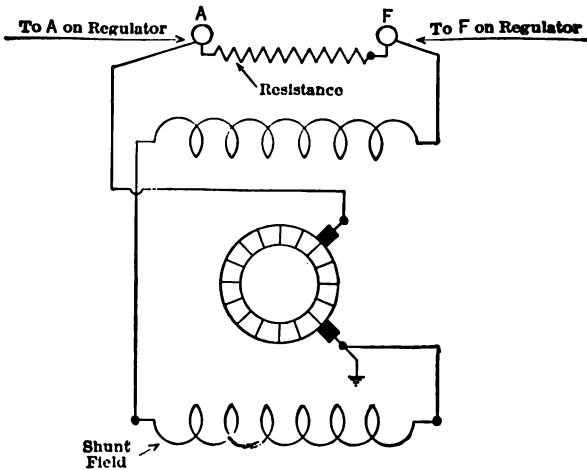 A
F
To A on Regulator
To F on Regulator
Resistance
Shunt
Field